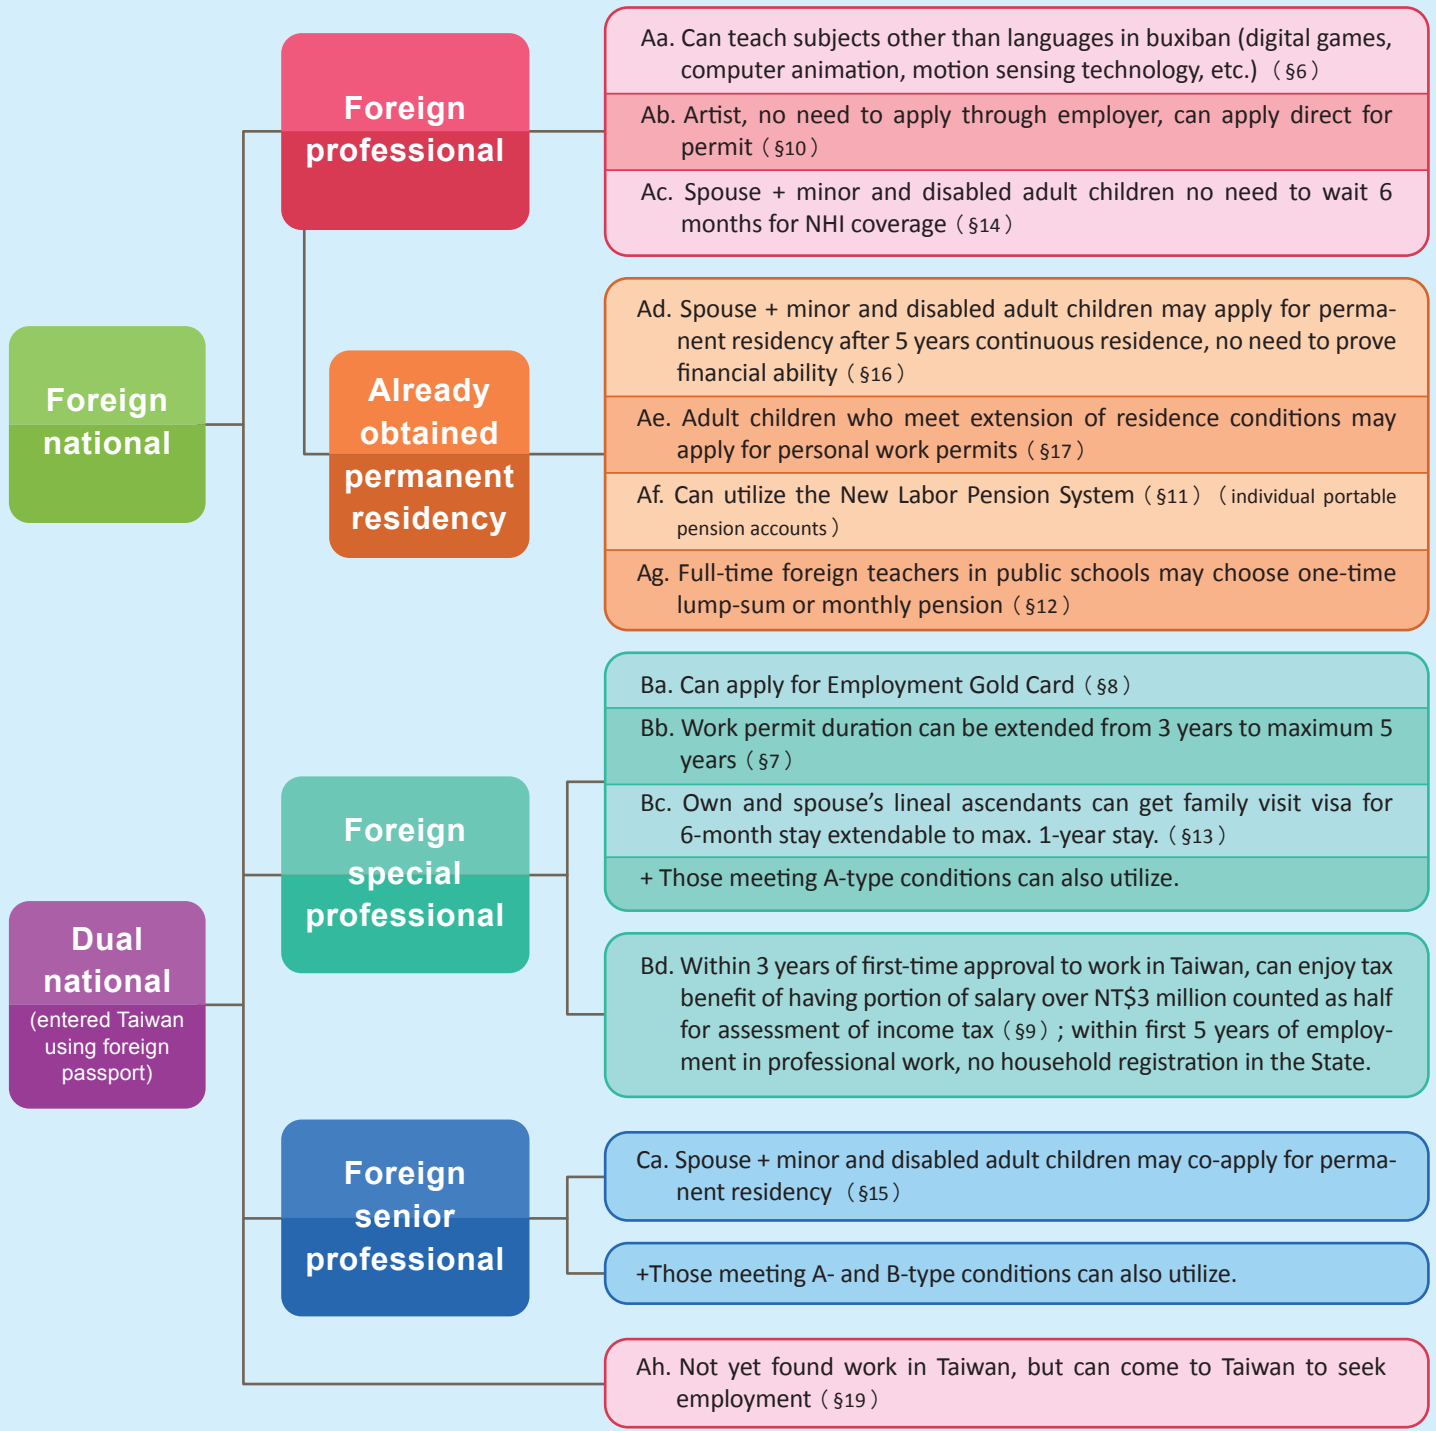 Foreign
national
Dual
national
(entered Taiwan
using foreign
passport)
Foreign
professional
Aa. Can teach subjects other than languages in buxiban (digital games,
computer animation, motion sensing technology, etc.)（§6）
Ab. Artist, no need to apply through employer, can apply direct for
permit（§10）
Ac. Spouse + minor and disabled adult children no need to wait 6
months for NHI coverage（§14）
Already
obtained
permanent
residency
Ad. Spouse + minor and disabled adult children may apply for perma-
nent residency after 5 years continuous residence, no need to prove
financial ability（§16）
Ae. Adult children who meet extension of residence conditions may
apply for personal work permits（§17）
Af. Can utilize the New Labor Pension System（§11）（individual portable
pension accounts）
Ag. Full-time foreign teachers in public schools may choose one-time
lump-sum or monthly pension（§12）
Foreign
special
professional
Ba. Can apply for Employment Gold Card（§8）
Bb. Work permit duration can be extended from 3 years to maximum 5
years（§7）
Bc. Own and spouse’s lineal ascendants can get family visit visa for
6-month stay extendable to max. 1-year stay.（§13）
+ Those meeting A-type conditions can also utilize.
Bd. Within 3 years of first-time approval to work in Taiwan, can enjoy tax
benefit of having portion of salary over NT$3 million counted as half
for assessment of income tax（§9）; within first 5 years of employ-
ment in professional work, no household registration in the State.
Foreign
senior
professional
Ca. Spouse + minor and disabled adult children may co-apply for perma-
nent residency（§15）
+Those meeting A- and B-type conditions can also utilize.
Ah. Not yet found work in Taiwan, but can come to Taiwan to seek
employment（§19）